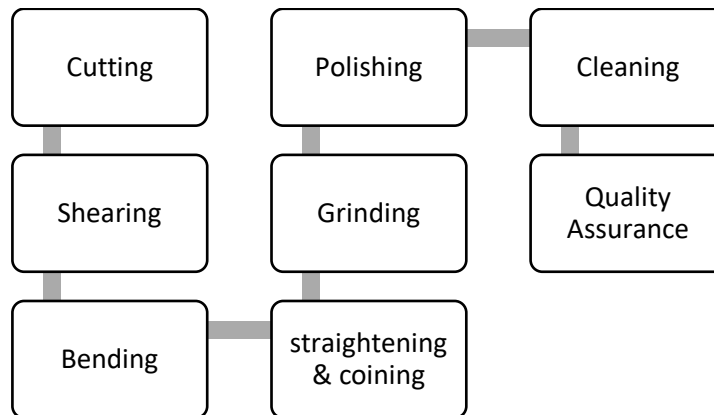 Cutting
Shearing
Bending
straightening
& coining
Grinding
Polishing
Cleaning
Quality
Assurance